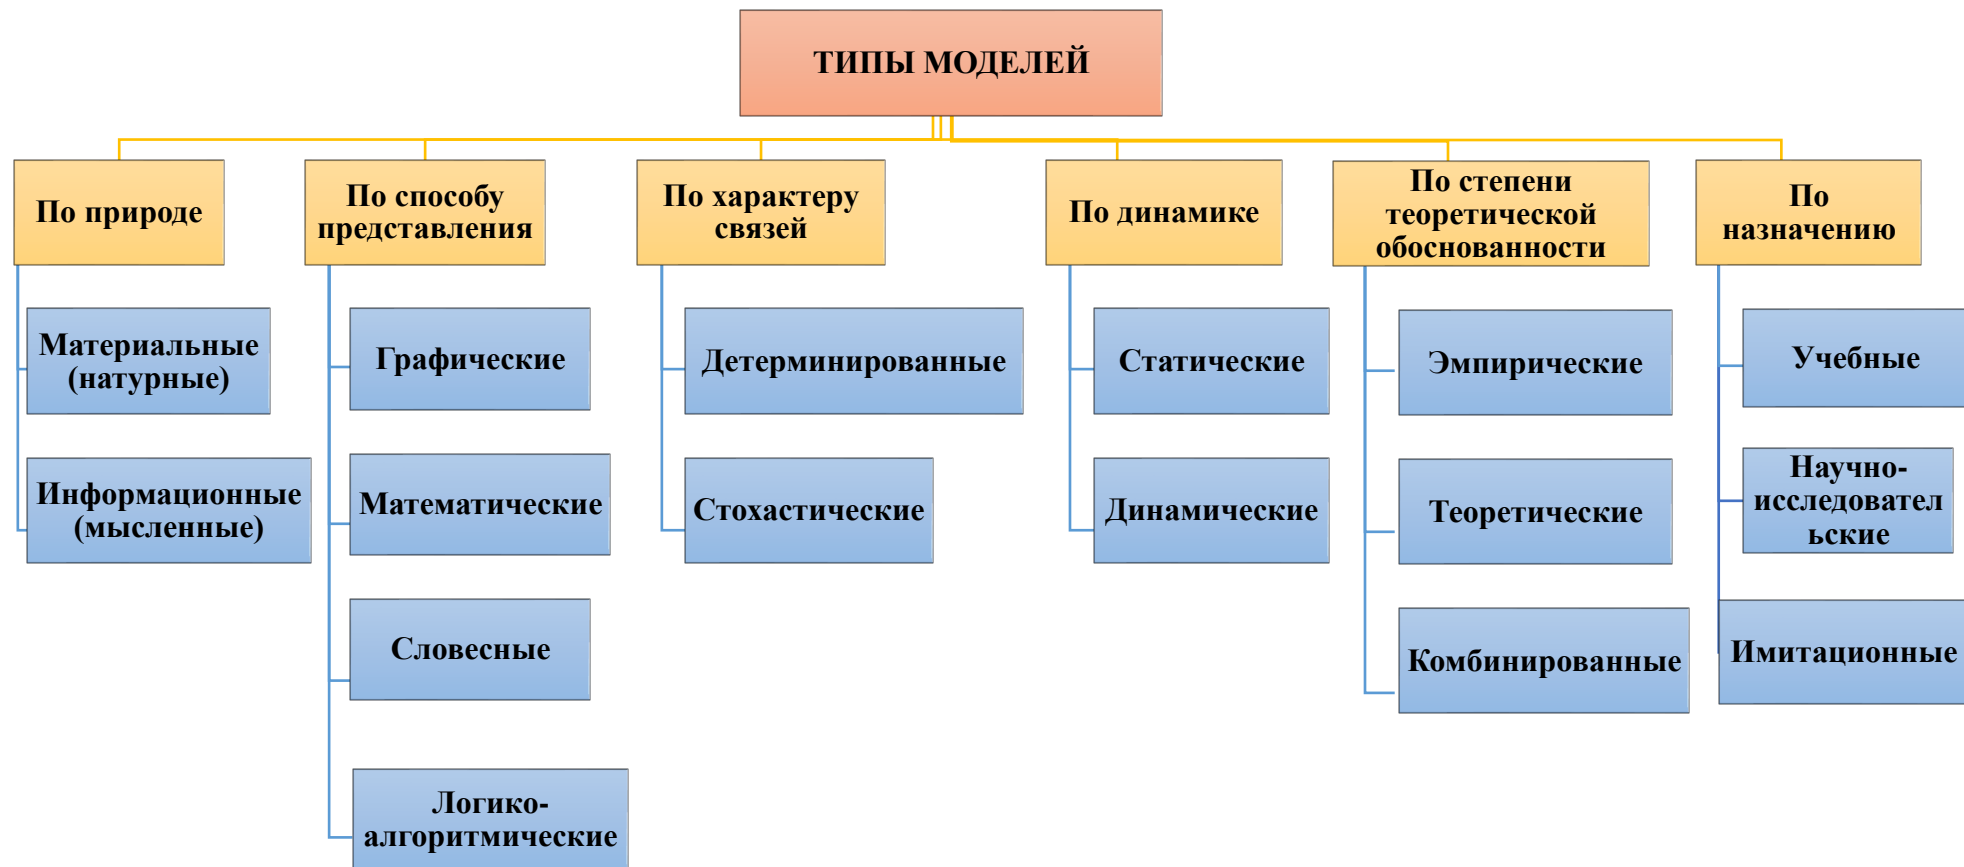 ТИПЫ МОДЕЛЕЙ
По природе
Материальные
(натурные)
Информационные
(мысленные)
По способу
представления
Графические
Математические
Словесные
Логико-
алгоритмические
По характеру
связей
Детерминированные
Стохастические
По динамике
Статические
Динамические
По степени
теоретической
обоснованности
Эмпирические
Теоретические
Комбинированные
По
назначению
Учебные
Научно-
исследовател
ьские
Имитационные